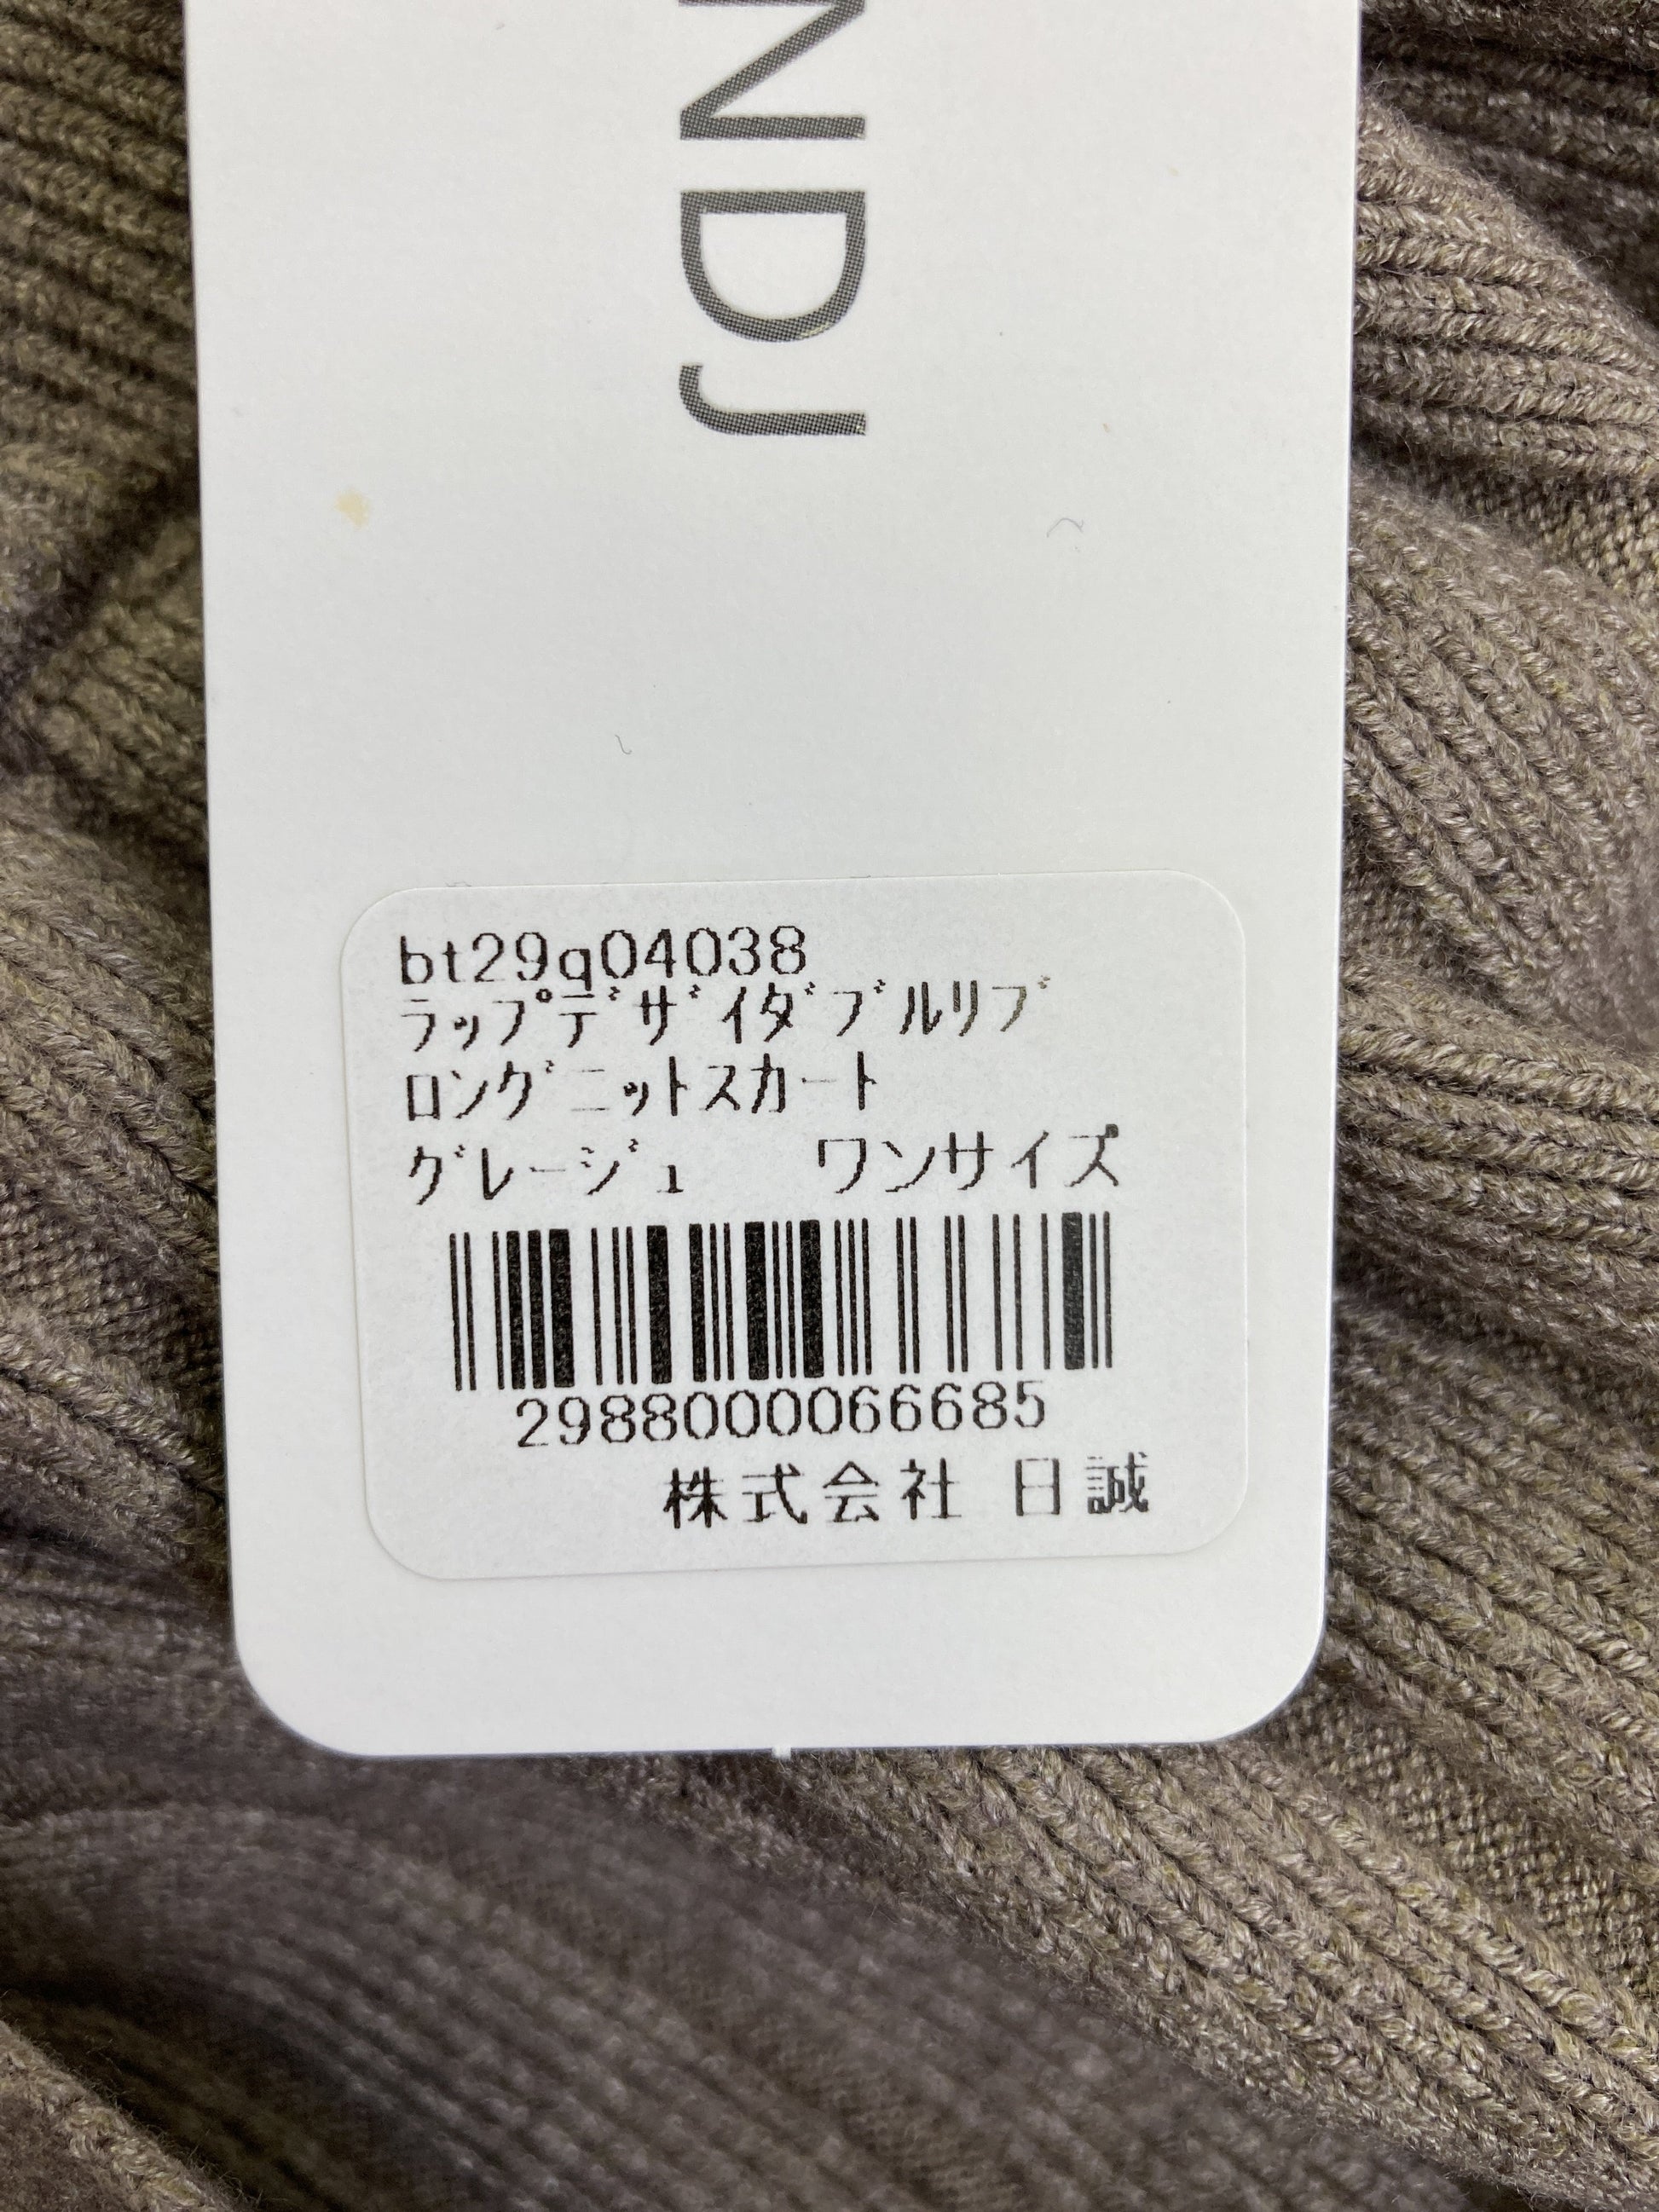 NDJ
bt29q04038
ﾗｯﾌﾟﾃﾞｻﾞｲﾀﾞﾌﾞﾙﾘﾌﾞ
ﾛﾝｸﾞﾆｯﾄｽｶｰﾄ
ｸﾞﾚｰｼﾞｭ ワンサイズ
2988000066685
株式会社 日誠